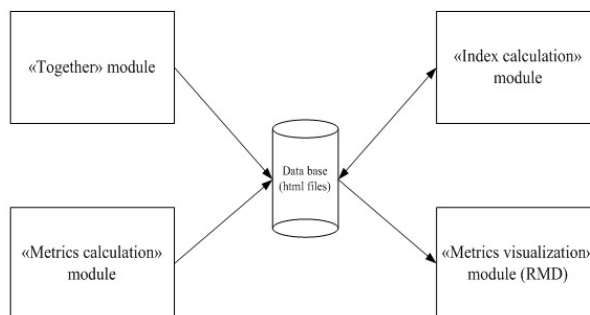 «Together» module
«Index calculation»
module
Data base
(html files)
«Metrics calculation»
module
«Metrics visualization»
module (RMD)